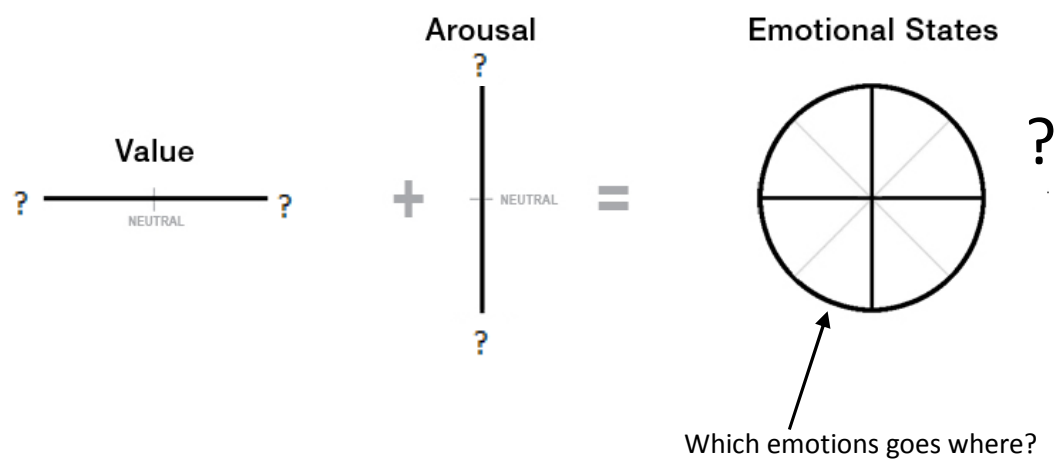 Arousal
Emotional States
?
?
Value
?
?
NEUTRAL
+
NEUTRAL
=
?
Which emotions goes where?